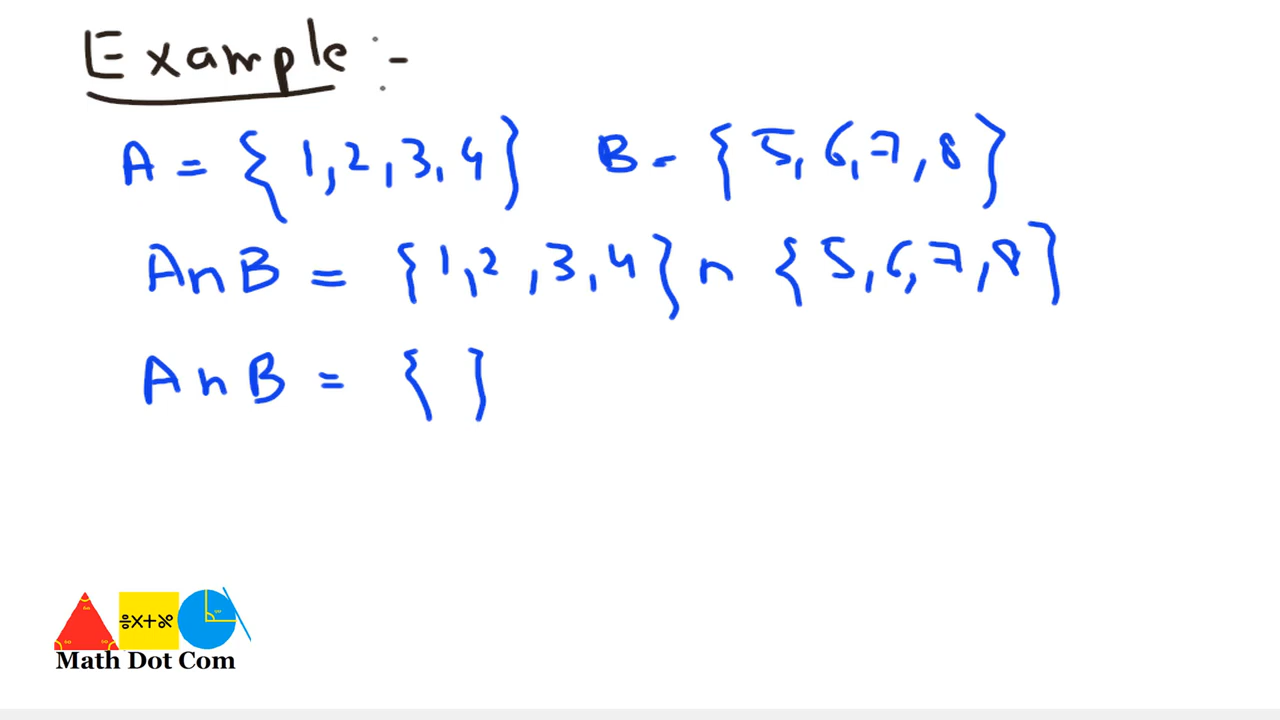 Example :-
A = {1,2,3,4} B = {5,6,7,8}
A∩B = {1,2,3,4} ∩ {5,6,7,8}
A∩B = { }
÷x+%
Math Dot Com